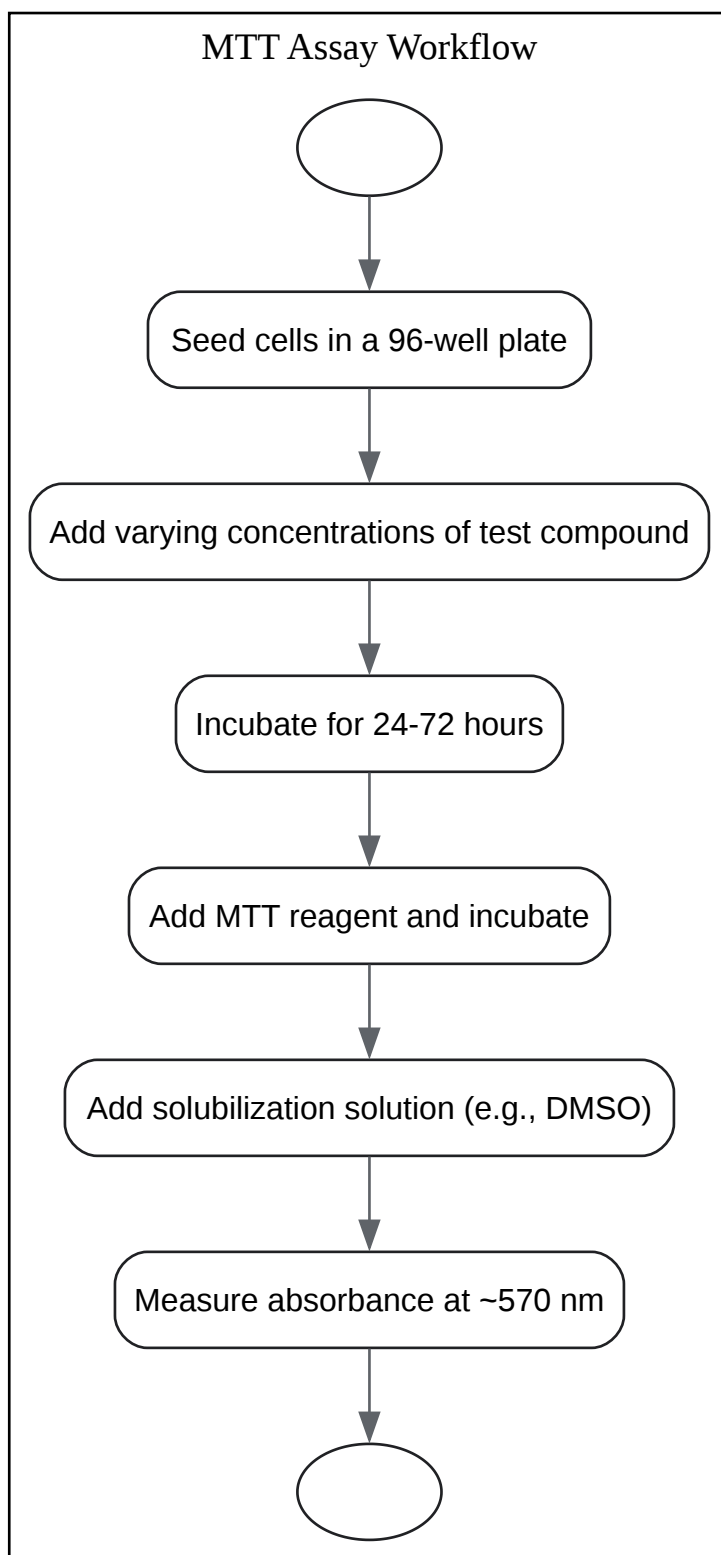 MTT Assay Workflow
Seed cells in a 96-well plate
Add varying concentrations of test compound
Incubate for 24-72 hours
Add MTT reagent and incubate
Add solubilization solution (e.g., DMSO)
Measure absorbance at ~570 nm